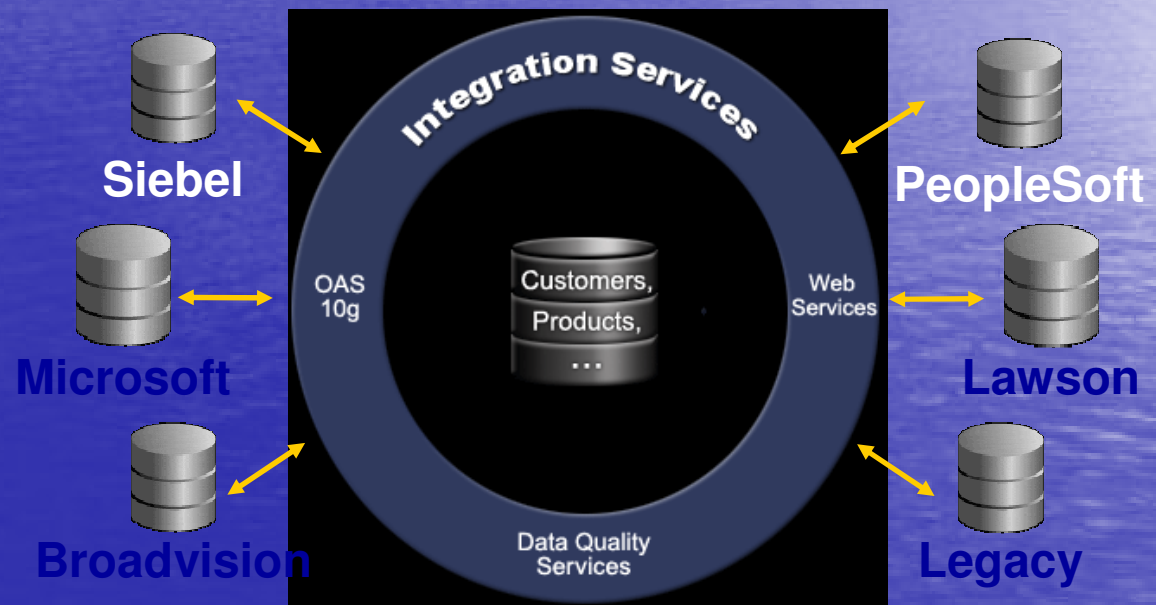 Integration Services
Siebel
PeopleSoft
OAS
10g
Customers,
Products,
...
Web
Services
Microsoft
Lawson
Data Quality
Services
Broadvision
Legacy